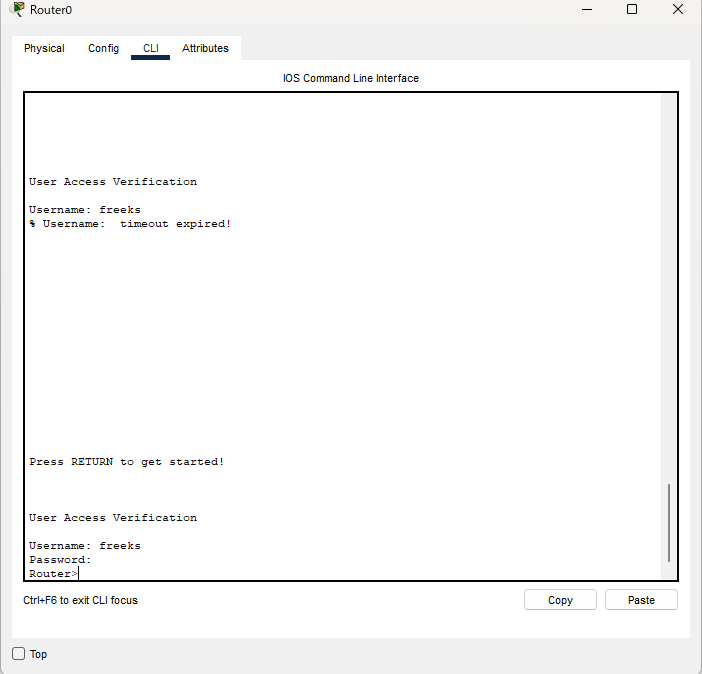 Router0
Physical Config CLI Attributes
IOS Command Line Interface
User Access Verification
Username: freeks
% Username:  timeout expired!
Press RETURN to get started!
User Access Verification
Username: freeks
Password:
Router>
Ctrl+F6 to exit CLI focus
Copy Paste
Top